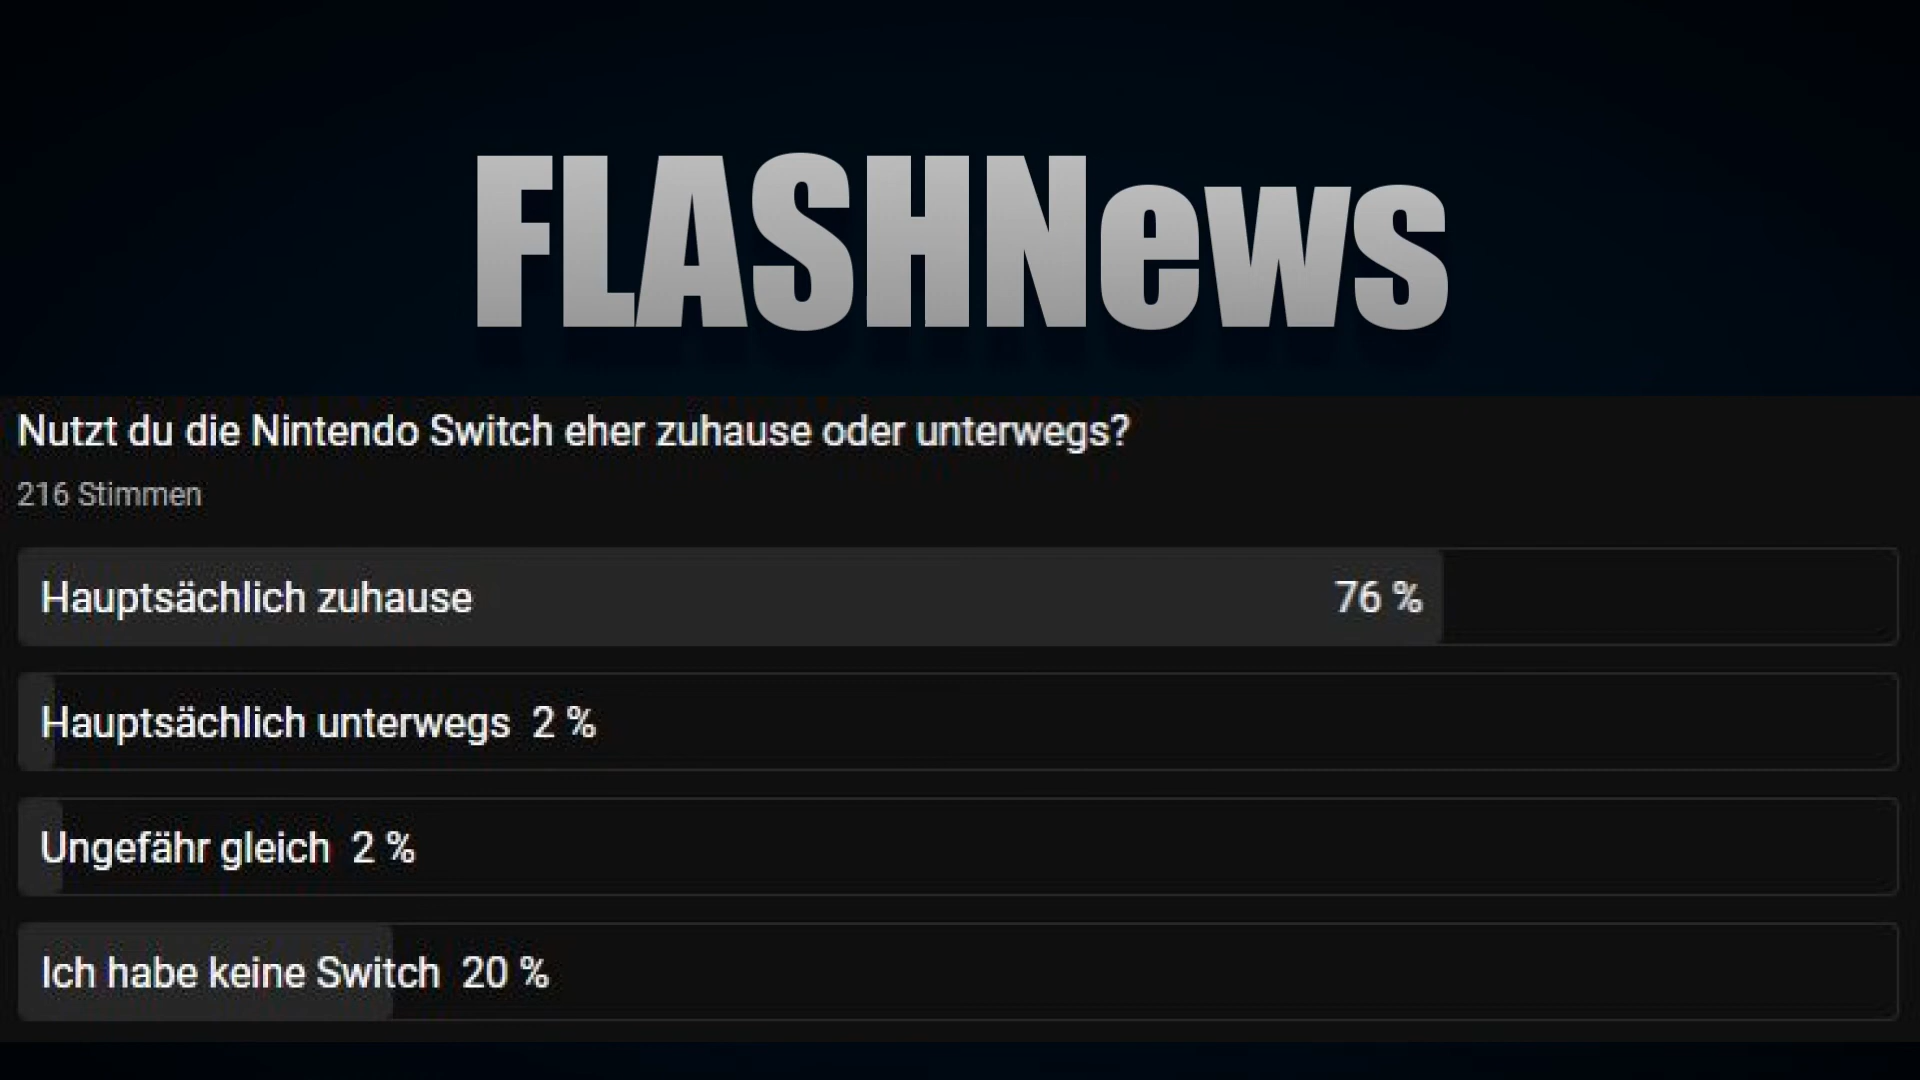 FLASHNews
Nutzt du die Nintendo Switch eher zuhause oder unterwegs?
216 Stimmen
Hauptsächlich zuhause 76 %
Hauptsächlich unterwegs 2 %
Ungefähr gleich 2 %
Ich habe keine Switch 20 %